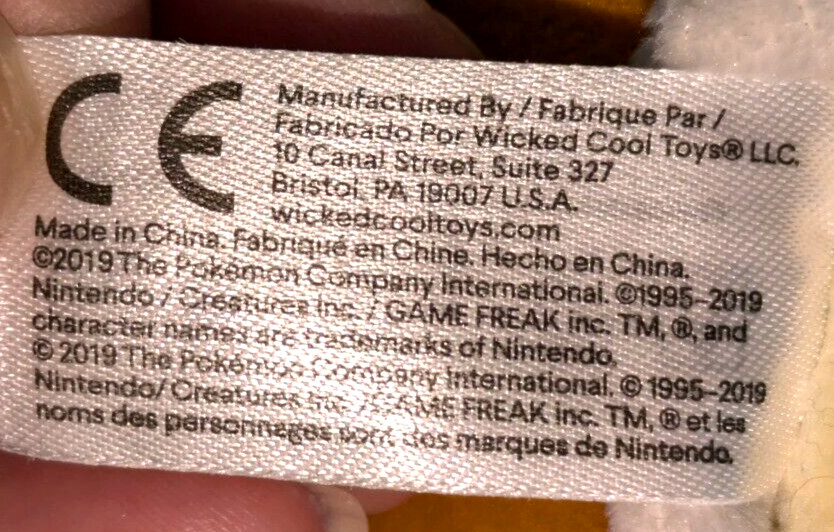 CE
Manufactured By / Fabrique Par /
Fabricado Por Wicked Cool Toys® LLC.
10 Canal Street, Suite 327
Bristol, PA 19007 U.S.A.
wickedcooltoys.com
Made in China. Fabriqué en Chine. Hecho en China.
©2019 The Pokémon Company International. ©1995–2019
Nintendo / Creatures Inc. / GAME FREAK inc. TM, ®, and
character names are trademarks of Nintendo.
© 2019 The Pokémon Company International. © 1995–2019
Nintendo/ Creatures Inc. / GAME FREAK inc. TM, ® et les
noms des personnages sont des marques de Nintendo.